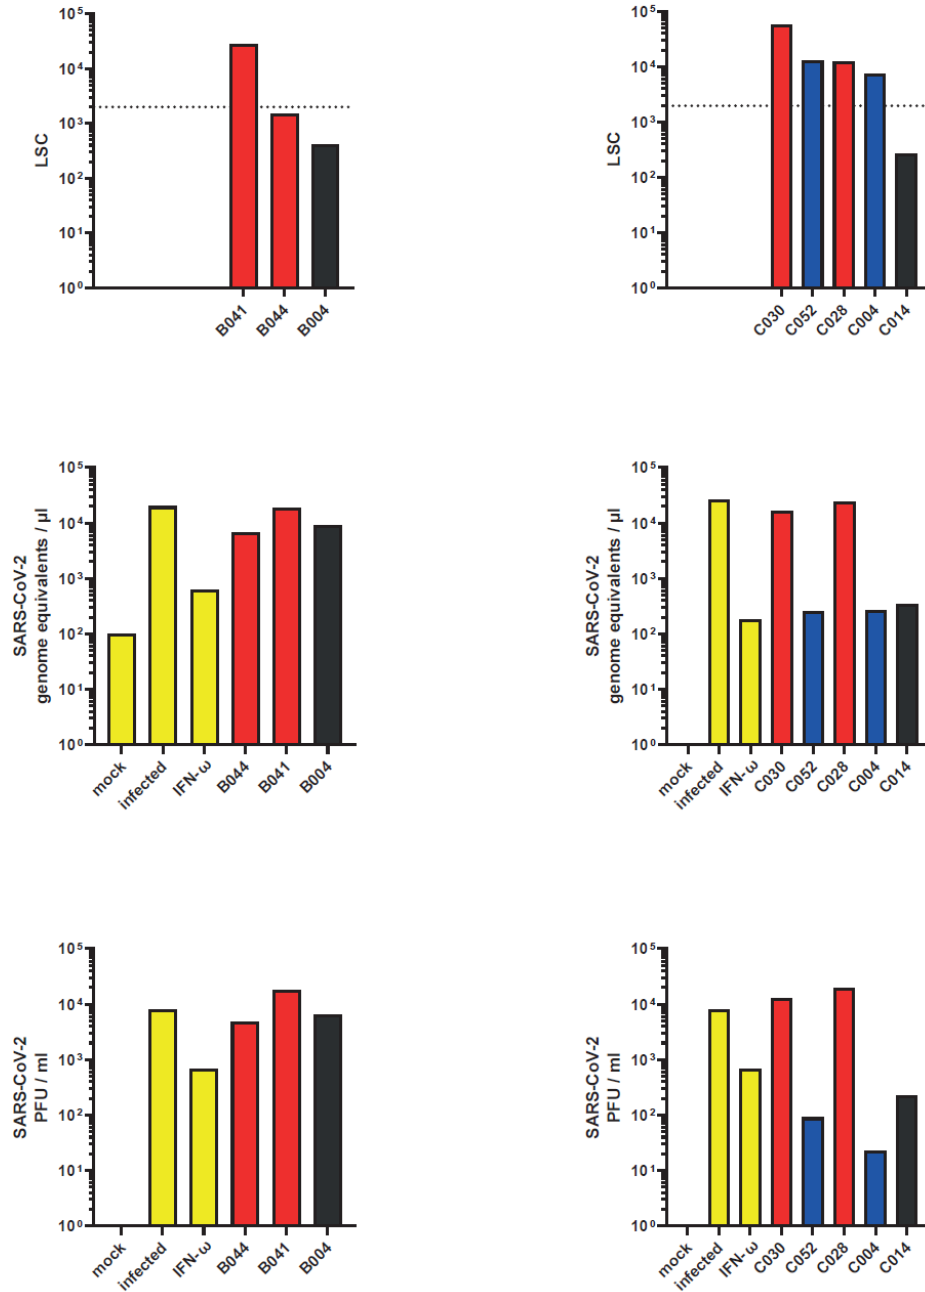 10⁵
10⁴
10³
10²
10¹
10⁰
LSC
B041
B044
B004
10⁵
10⁴
10³
10²
10¹
10⁰
LSC
C030
C052
C028
C004
C014
10⁵
10⁴
10³
10²
10¹
10⁰
SARS-CoV-2
genome equivalents / µl
mock
infected
IFN-ω
B044
B041
B004
10⁵
10⁴
10³
10²
10¹
10⁰
SARS-CoV-2
genome equivalents / µl
mock
infected
IFN-ω
C030
C052
C028
C004
C014
10⁵
10⁴
10³
10²
10¹
10⁰
SARS-CoV-2
PFU / ml
mock
infected
IFN-ω
B044
B041
B004
10⁵
10⁴
10³
10²
10¹
10⁰
SARS-CoV-2
PFU / ml
mock
infected
IFN-ω
C030
C052
C028
C004
C014